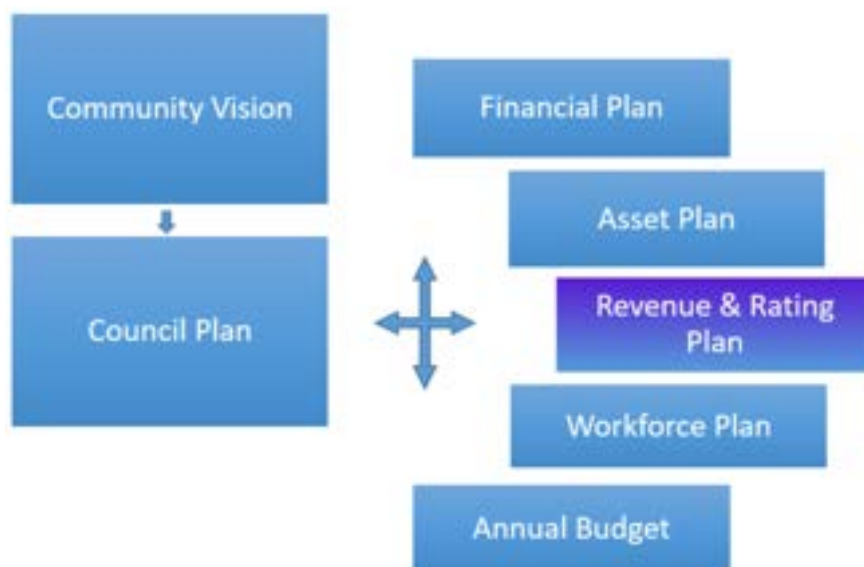 Community Vision
Council Plan
Financial Plan
Asset Plan
Revenue & Rating
Plan
Workforce Plan
Annual Budget